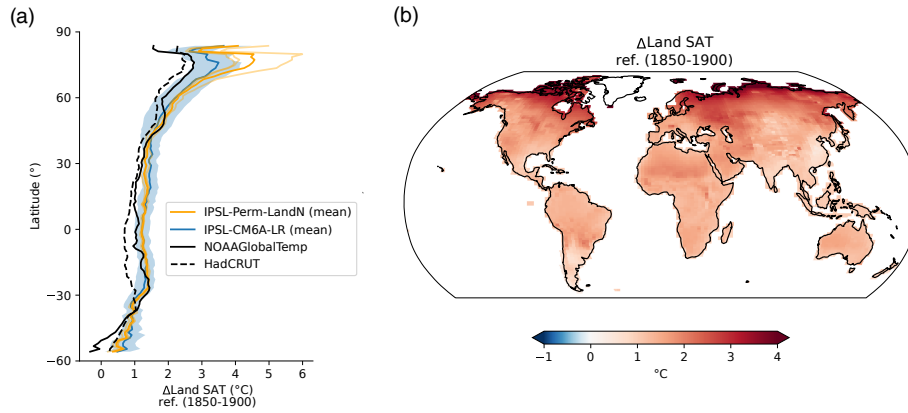 (a)
90
60
30
0
−30
−60
Latitude (°)
0
1
2
3
4
5
6
ΔLand SAT (°C)
ref. (1850-1900)
IPSL-Perm-LandN (mean)
IPSL-CM6A-LR (mean)
NOAAGlobalTemp
HadCRUT
(b)
ΔLand SAT
ref. (1850-1900)
−1
0
1
2
3
4
°C